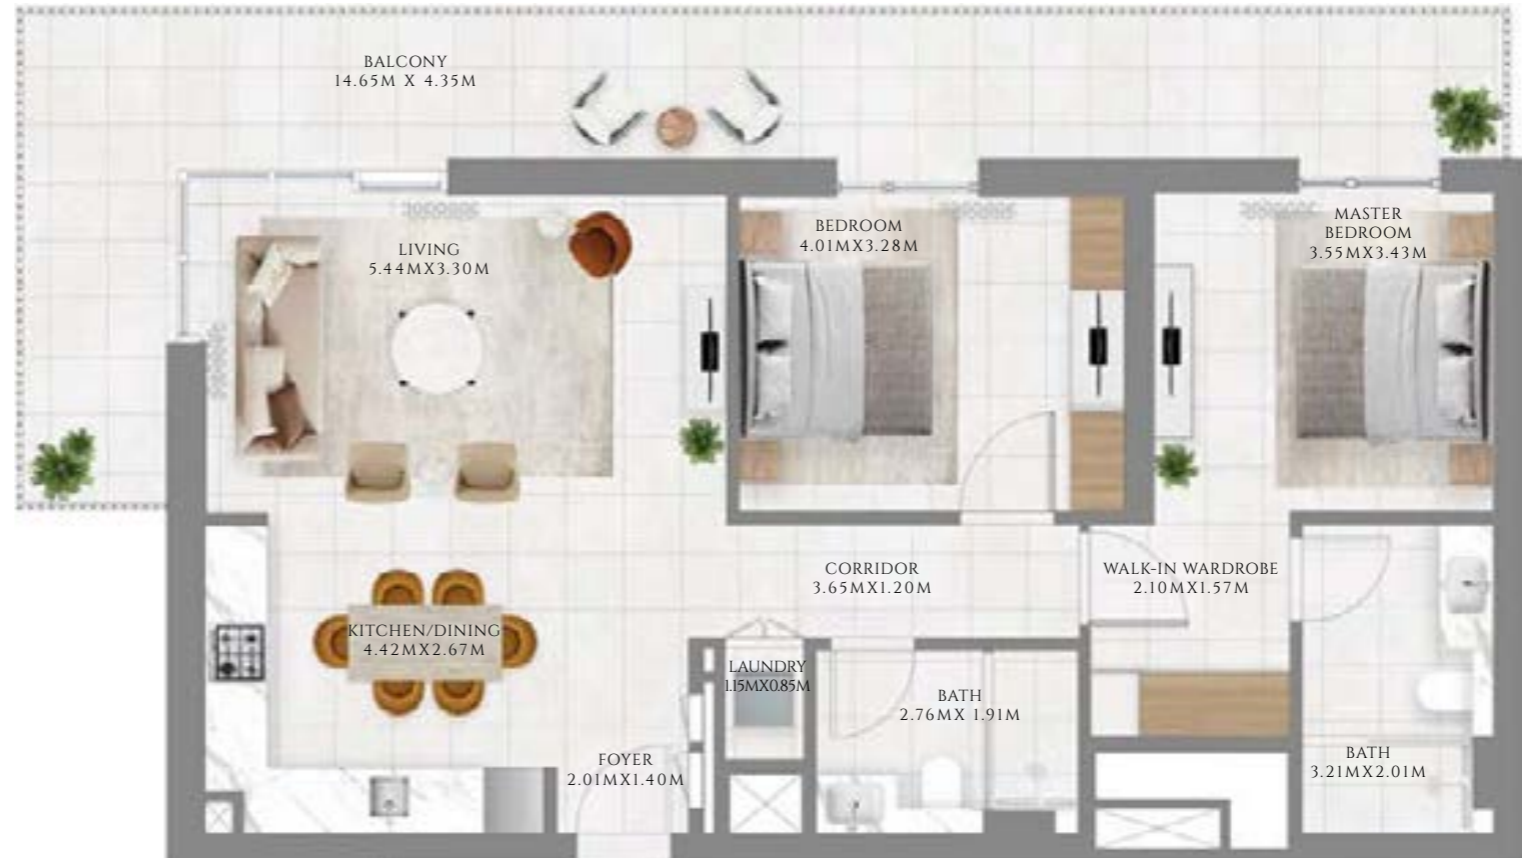 BALCONY
14.65M X 4.35M
LIVING
5.44MX3.30M
BEDROOM
4.01MX3.28M
MASTER
BEDROOM
3.55MX3.43M
CORRIDOR
3.65MX1.20M
WALK-IN WARDROBE
2.10MX1.57M
KITCHEN/DINING
4.42MX2.67M
LAUNDRY
1.15MX0.85M
BATH
2.76MX 1.91M
FOYER
2.01MX1.40M
BATH
3.21MX2.01M